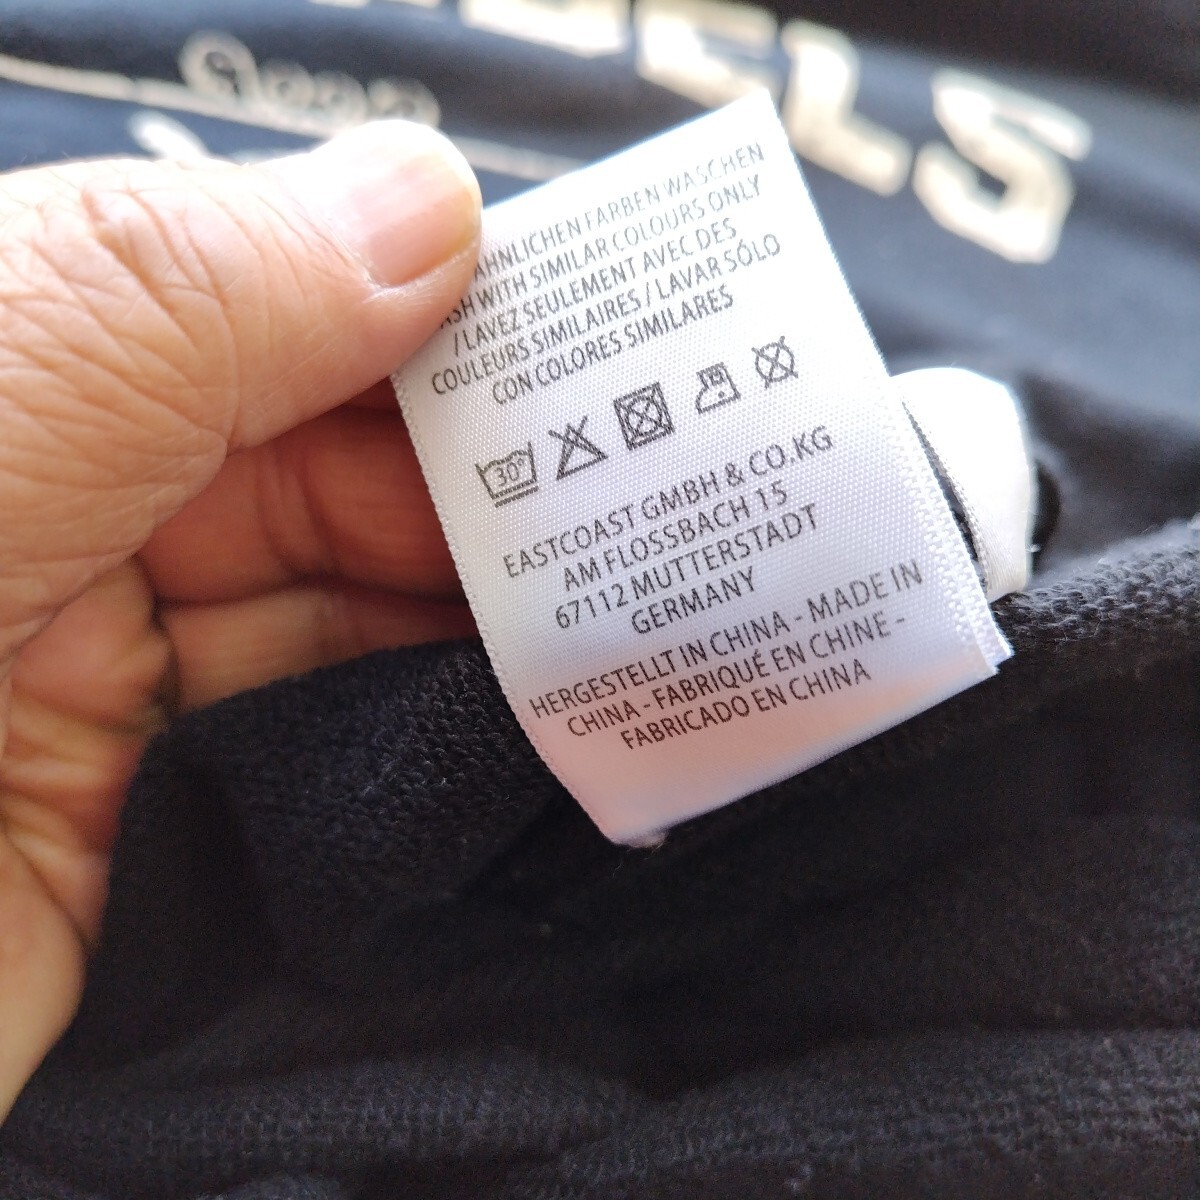 ÄHNLICHEN FARBEN WASCHEN
WITH SIMILAR COLOURS ONLY
/ LAVEZ SEULEMENT AVEC DES
COULEURS SIMILAIRES / LAVAR SÓLO
CON COLORES SIMILARES
30°
EASTCOAST GMBH & CO.KG
AM FLOSSBACH 15
67112 MUTTERSTADT
GERMANY
HERGESTELLT IN CHINA - MADE IN
CHINA - FABRIQUÉ EN CHINE -
FABRICADO EN CHINA